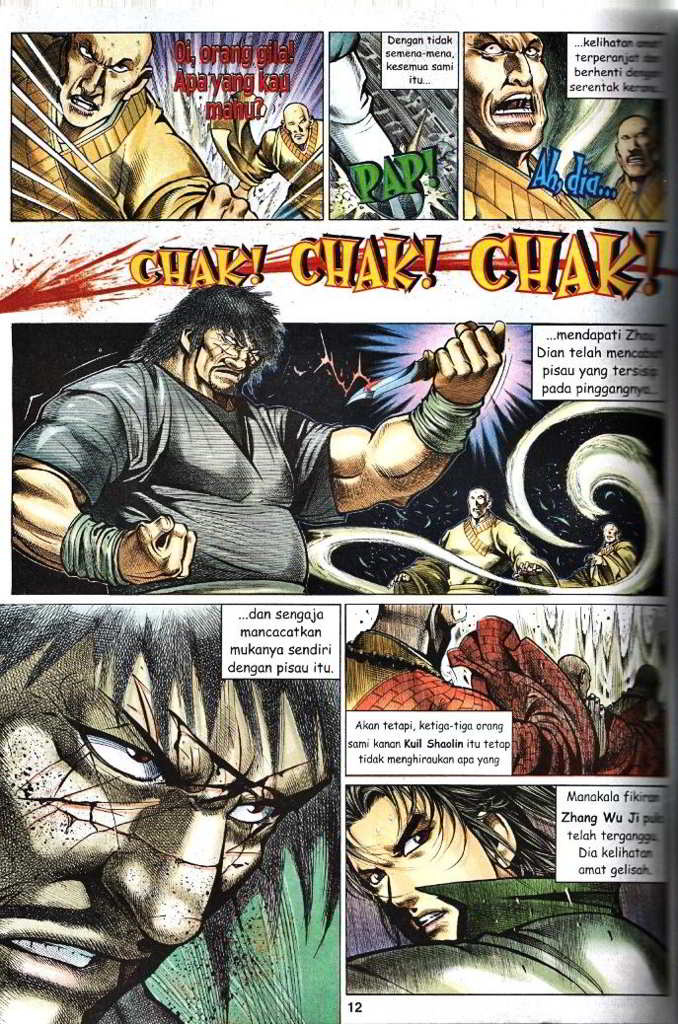 Oi, orang gila!
Apa yang kau
mahu?
Dengan tidak
semena-mena,
kesemua sami
itu...
PAP!
...kelihatan amat
terperanjat dan
berhenti dengan
serentak kerana...
Ah, dia...
CHAK! CHAK! CHAK!
...mendapati Zhou
Dian telah mencabut
pisau yang tersisip
pada pinggangnya...
...dan sengaja
mancacatkan
mukanya sendiri
dengan pisau itu.
Akan tetapi, ketiga-tiga orang
sami kanan Kuil Shaolin itu tetap
tidak menghiraukan apa yang
Manakala fikiran
Zhang Wu Ji pula
telah terganggu.
Dia kelihatan
amat gelisah.
12